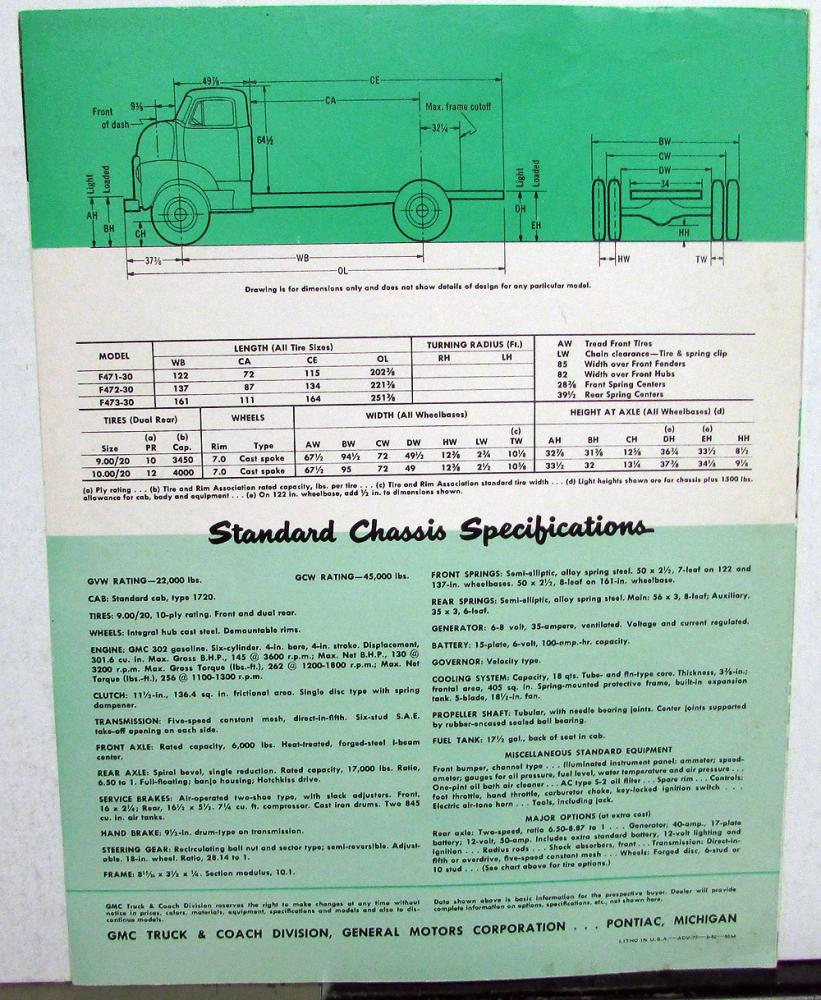 49⅞
CE
CA
9⅜
Front
of dash
Max. frame cutoff
32¼
64½
BW
CW
DW
34
Light
Loaded
Light
Loaded
AH
BH
CH
DH
EH
HH
37⅜
WB
HW
TW
OL
Drawing is for dimensions only and does not show details of design for any particular model.
MODEL LENGTH (All Tire Sizes) TURNING RADIUS (Ft.)
WB CA CE OL RH LH
F471-30 122 72 115 202⅞
F472-30 137 87 134 221⅞
F473-30 161 111 164 251⅜
AW Tread Front Tires
LW Chain clearance—Tire & spring clip
85 Width over Front Fenders
82 Width over Front Hubs
28⅞ Front Spring Centers
39½ Rear Spring Centers
TIRES (Dual Rear) WHEELS WIDTH (All Wheelbases) HEIGHT AT AXLE (All Wheelbases) (d)
(a) (b) (c) (e) (e)
Size PR Cap. Rim Type AW BW CW DW HW LW TW AH BH CH DH EH HH
9.00/20 10 3450 7.0 Cast spoke 67½ 94½ 72 49½ 12⅜ 2¾ 10⅛ 32⅞ 31⅜ 12⅝ 36¾ 33½ 8½
10.00/20 12 4000 7.0 Cast spoke 67½ 95 72 49 12⅜ 2½ 10⅛ 33½ 32 13¼ 37⅜ 34⅛ 9⅛
(a) Ply rating . . . (b) Tire and Rim Association rated capacity, lbs. per tire . . . (c) Tire and Rim Association standard tire width . . . (d) Light heights shown are for chassis plus 1500 lbs.
allowance for cab, body and equipment . . . (e) On 122 in. wheelbase, add ½ in. to dimensions shown.
Standard Chassis Specifications
GVW RATING—22,000 lbs. GCW RATING—45,000 lbs.
CAB: Standard cab, type 1720.
TIRES: 9.00/20, 10-ply rating. Front and dual rear.
WHEELS: Integral hub cast steel. Demountable rims.
ENGINE: GMC 302 gasoline. Six-cylinder. 4-in. bore, 4-in. stroke. Displacement,
301.6 cu. in. Max. Gross B.H.P., 145 @ 3600 r.p.m.; Max. Net B.H.P., 130 @
3200 r.p.m. Max. Gross Torque (lbs.-ft.), 262 @ 1200-1800 r.p.m.; Max. Net
Torque (Lbs.-ft.), 256 @ 1100-1300 r.p.m.
CLUTCH: 11½-in., 136.4 sq. in. frictional area. Single disc type with spring
dampener.
TRANSMISSION: Five-speed constant mesh, direct-in-fifth. Six-stud S.A.E.
take-off opening on each side.
FRONT AXLE: Rated capacity, 6,000 lbs. Heat-treated, forged-steel I-beam
center.
REAR AXLE: Spiral bevel, single reduction. Rated capacity, 17,000 lbs. Ratio,
6.50 to 1. Full-floating; banjo housing; Hotchkiss drive.
SERVICE BRAKES: Air-operated two-shoe type, with slack adjusters. Front,
16 x 2¼; Rear, 16½ x 5½. 7¼ cu. ft. compressor. Cast iron drums. Two 845
cu. in. air tanks.
HAND BRAKE: 9½-in. drum-type on transmission.
STEERING GEAR: Recirculating ball nut and sector type; semi-reversible. Adjust-
able. 18-in. wheel. Ratio, 28.14 to 1.
FRAME: 8¹¹⁄₁₆ x 3½ x ¼. Section modulus, 10.1.
FRONT SPRINGS: Semi-elliptic, alloy spring steel. 50 x 2½, 7-leaf on 122 and
137-in. wheelbases. 50 x 2½, 8-leaf on 161-in. wheelbase.
REAR SPRINGS: Semi-elliptic, alloy spring steel. Main: 56 x 3, 8-leaf; Auxiliary,
35 x 3, 6-leaf.
GENERATOR: 6-8 volt, 35-ampere, ventilated. Voltage and current regulated.
BATTERY: 15-plate, 6-volt, 100-amp.-hr. capacity.
GOVERNOR: Velocity type.
COOLING SYSTEM: Capacity, 18 qts. Tube- and fin-type core. Thickness, 3⅜-in.;
frontal area, 405 sq. in. Spring-mounted protective frame, built-in expansion
tank. 5-blade, 18½-in. fan.
PROPELLER SHAFT: Tubular, with needle bearing joints. Center joints supported
by rubber-encased sealed ball bearing.
FUEL TANK: 17½ gal., back of seat in cab.
MISCELLANEOUS STANDARD EQUIPMENT
Front bumper, channel type . . . Illuminated instrument panel: ammeter; speed-
ometer; gauges for oil pressure, fuel level, water temperature and air pressure . . .
One-pint oil bath air cleaner . . . AC type S-2 oil filter . . . Spare rim . . . Controls:
foot throttle, hand throttle, carburetor choke, key-locked ignition switch . . .
Electric air-tone horn . . . Tools, including jack.
MAJOR OPTIONS (at extra cost)
Rear axle: Two-speed, ratio 6.50-8.87 to 1 . . . Generator: 40-amp., 17-plate
battery; 12-volt, 50-amp. Includes extra standard battery, 12-volt lighting and
ignition . . . Radius rods . . . Shock absorbers, front . . . Transmission: Direct-in-
fifth or overdrive, five-speed constant mesh . . . Wheels: Forged disc, 6-stud or
10 stud . . . (See chart above for tire options.)
GMC Truck & Coach Division reserves the right to make changes at any time without
notice in prices, colors, materials, equipment, specifications and models and also to dis-
continue models.
Data shown above is basic information for the prospective buyer. Dealer will provide
complete information on options, specifications, etc., not shown here.
GMC TRUCK & COACH DIVISION, GENERAL MOTORS CORPORATION . . . PONTIAC, MICHIGAN
LITHO IN U.S.A.